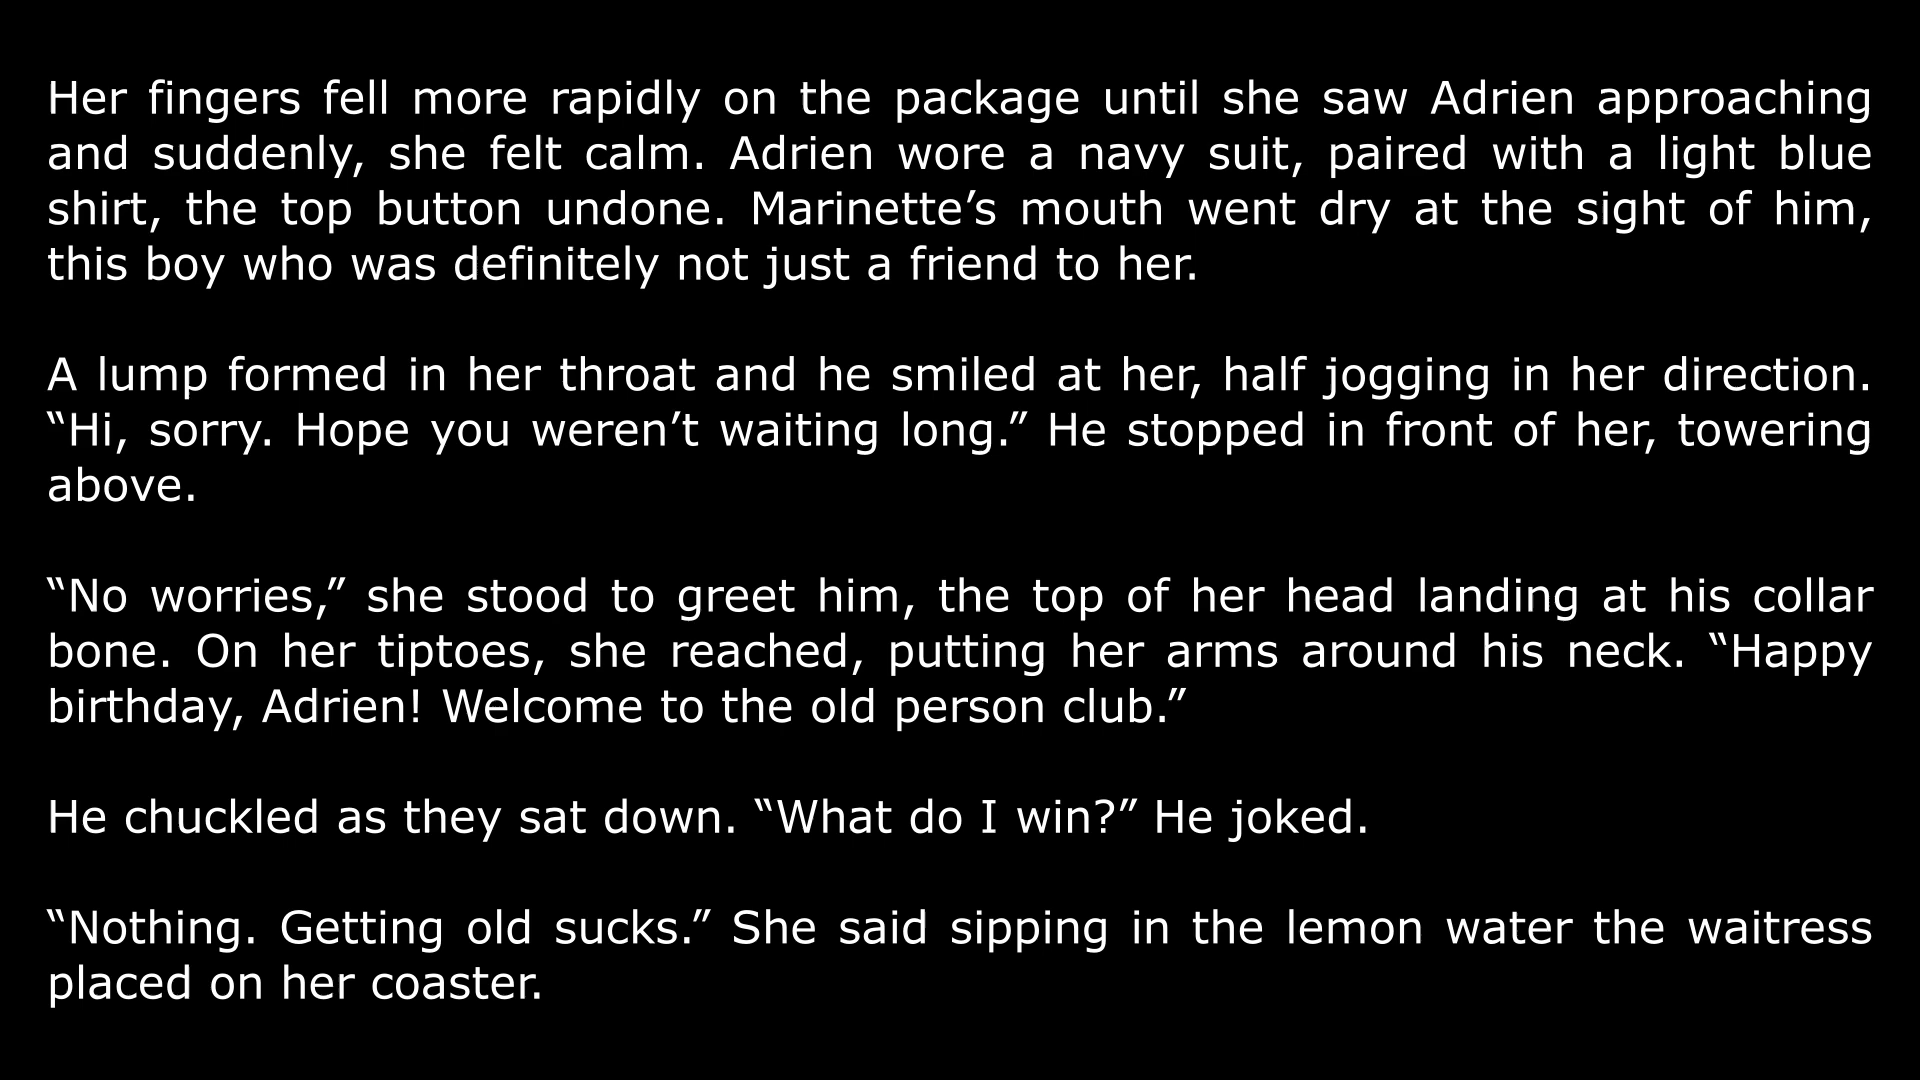 Her fingers fell more rapidly on the package until she saw Adrien approaching
and suddenly, she felt calm. Adrien wore a navy suit, paired with a light blue
shirt, the top button undone. Marinette’s mouth went dry at the sight of him,
this boy who was definitely not just a friend to her.
A lump formed in her throat and he smiled at her, half jogging in her direction.
“Hi, sorry. Hope you weren’t waiting long.” He stopped in front of her, towering
above.
“No worries,” she stood to greet him, the top of her head landing at his collar
bone. On her tiptoes, she reached, putting her arms around his neck. “Happy
birthday, Adrien! Welcome to the old person club.”
He chuckled as they sat down. “What do I win?” He joked.
“Nothing. Getting old sucks.” She said sipping in the lemon water the waitress
placed on her coaster.